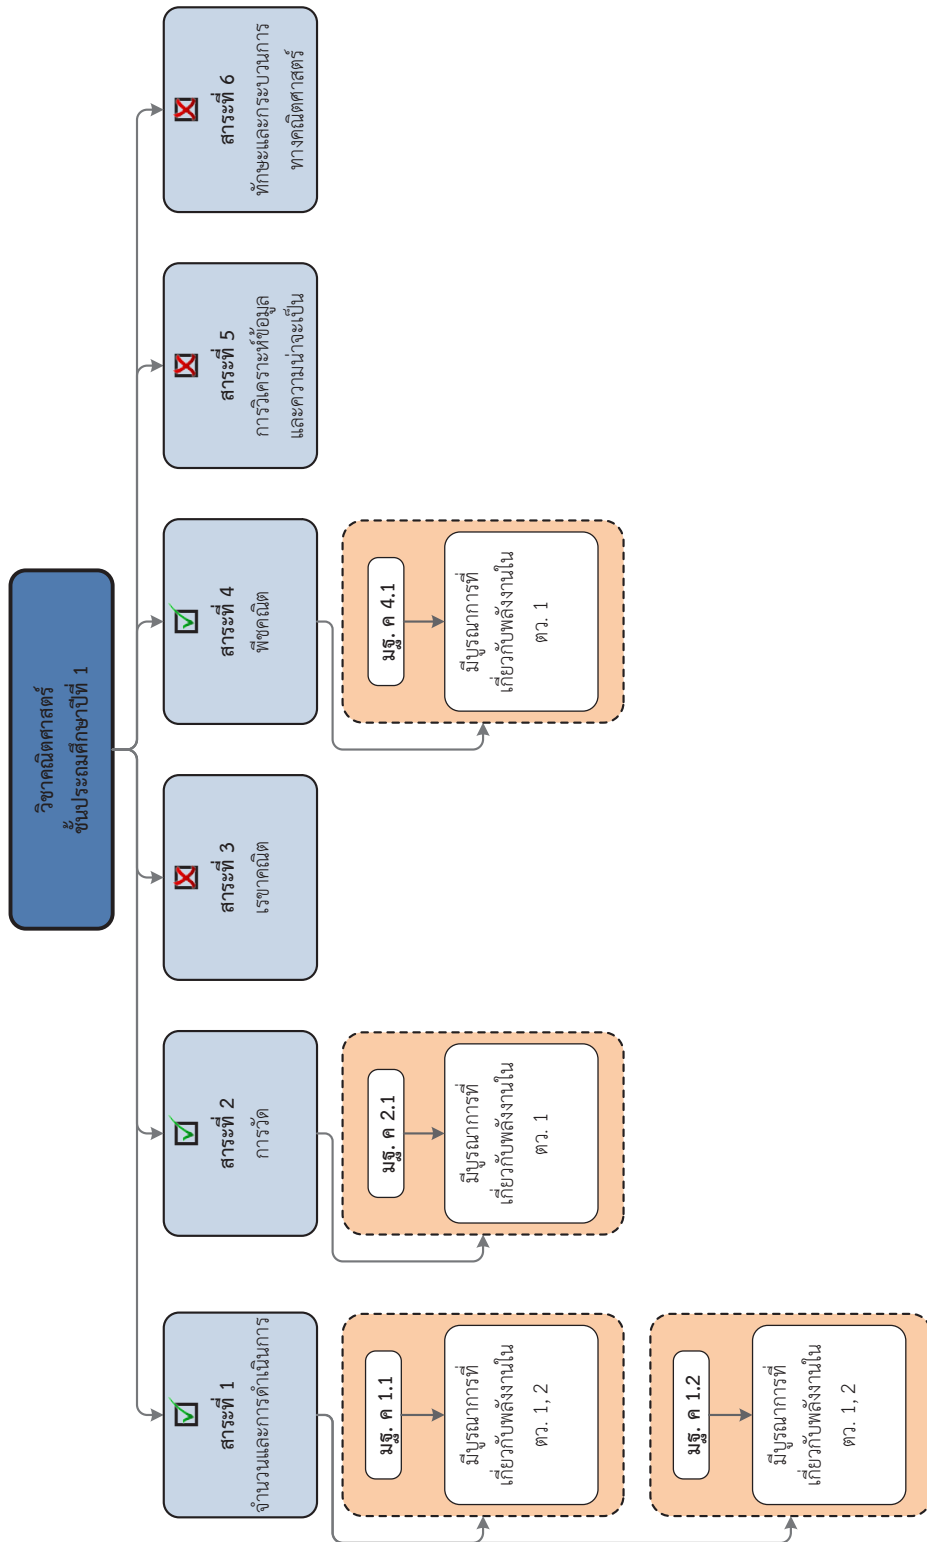 วิชาคณิตศาสตร์
ชั้นประถมศึกษาปีที่ 1
สาระที่ 1
จำนวนและการดำเนินการ
สาระที่ 2
การวัด
สาระที่ 3
เรขาคณิต
สาระที่ 4
พีชคณิต
สาระที่ 5
การวิเคราะห์ข้อมูล
และความน่าจะเป็น
สาระที่ 6
ทักษะและกระบวนการ
ทางคณิตศาสตร์
มฐ. ค 1.1
มีบูรณาการที่
เกี่ยวกับพลังงานใน
ตว. 1,2
มฐ. ค 2.1
มีบูรณาการที่
เกี่ยวกับพลังงานใน
ตว. 1
มฐ. ค 4.1
มีบูรณาการที่
เกี่ยวกับพลังงานใน
ตว. 1
มฐ. ค 1.2
มีบูรณาการที่
เกี่ยวกับพลังงานใน
ตว. 1,2